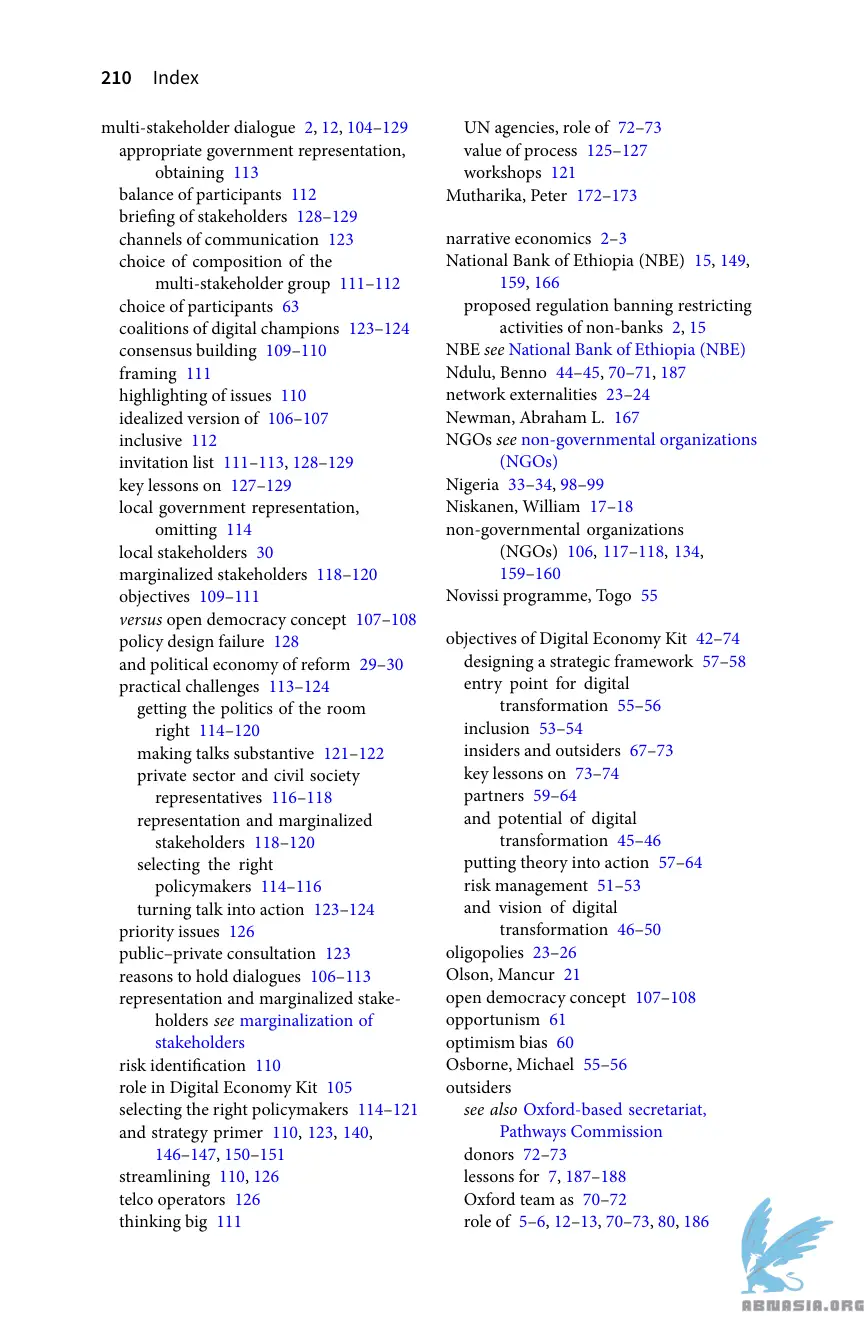 210 Index
multi-stakeholder dialogue 2, 12, 104–129
appropriate government representation,
obtaining 113
balance of participants 112
briefing of stakeholders 128–129
channels of communication 123
choice of composition of the
multi-stakeholder group 111–112
choice of participants 63
coalitions of digital champions 123–124
consensus building 109–110
framing 111
highlighting of issues 110
idealized version of 106–107
inclusive 112
invitation list 111–113, 128–129
key lessons on 127–129
local government representation,
omitting 114
local stakeholders 30
marginalized stakeholders 118–120
objectives 109–111
versus open democracy concept 107–108
policy design failure 128
and political economy of reform 29–30
practical challenges 113–124
getting the politics of the room
right 114–120
making talks substantive 121–122
private sector and civil society
representatives 116–118
representation and marginalized
stakeholders 118–120
selecting the right
policymakers 114–116
turning talk into action 123–124
priority issues 126
public–private consultation 123
reasons to hold dialogues 106–113
representation and marginalized stake-
holders see marginalization of
stakeholders
risk identification 110
role in Digital Economy Kit 105
selecting the right policymakers 114–121
and strategy primer 110, 123, 140,
146–147, 150–151
streamlining 110, 126
telco operators 126
thinking big 111
UN agencies, role of 72–73
value of process 125–127
workshops 121
Mutharika, Peter 172–173
narrative economics 2–3
National Bank of Ethiopia (NBE) 15, 149,
159, 166
proposed regulation banning restricting
activities of non-banks 2, 15
NBE see National Bank of Ethiopia (NBE)
Ndulu, Benno 44–45, 70–71, 187
network externalities 23–24
Newman, Abraham L. 167
NGOs see non-governmental organizations
(NGOs)
Nigeria 33–34, 98–99
Niskanen, William 17–18
non-governmental organizations
(NGOs) 106, 117–118, 134,
159–160
Novissi programme, Togo 55
objectives of Digital Economy Kit 42–74
designing a strategic framework 57–58
entry point for digital
transformation 55–56
inclusion 53–54
insiders and outsiders 67–73
key lessons on 73–74
partners 59–64
and potential of digital
transformation 45–46
putting theory into action 57–64
risk management 51–53
and vision of digital
transformation 46–50
oligopolies 23–26
Olson, Mancur 21
open democracy concept 107–108
opportunism 61
optimism bias 60
Osborne, Michael 55–56
outsiders
see also Oxford-based secretariat,
Pathways Commission
donors 72–73
lessons for 7, 187–188
Oxford team as 70–72
role of 5–6, 12–13, 70–73, 80, 186
ABNASIA.ORG